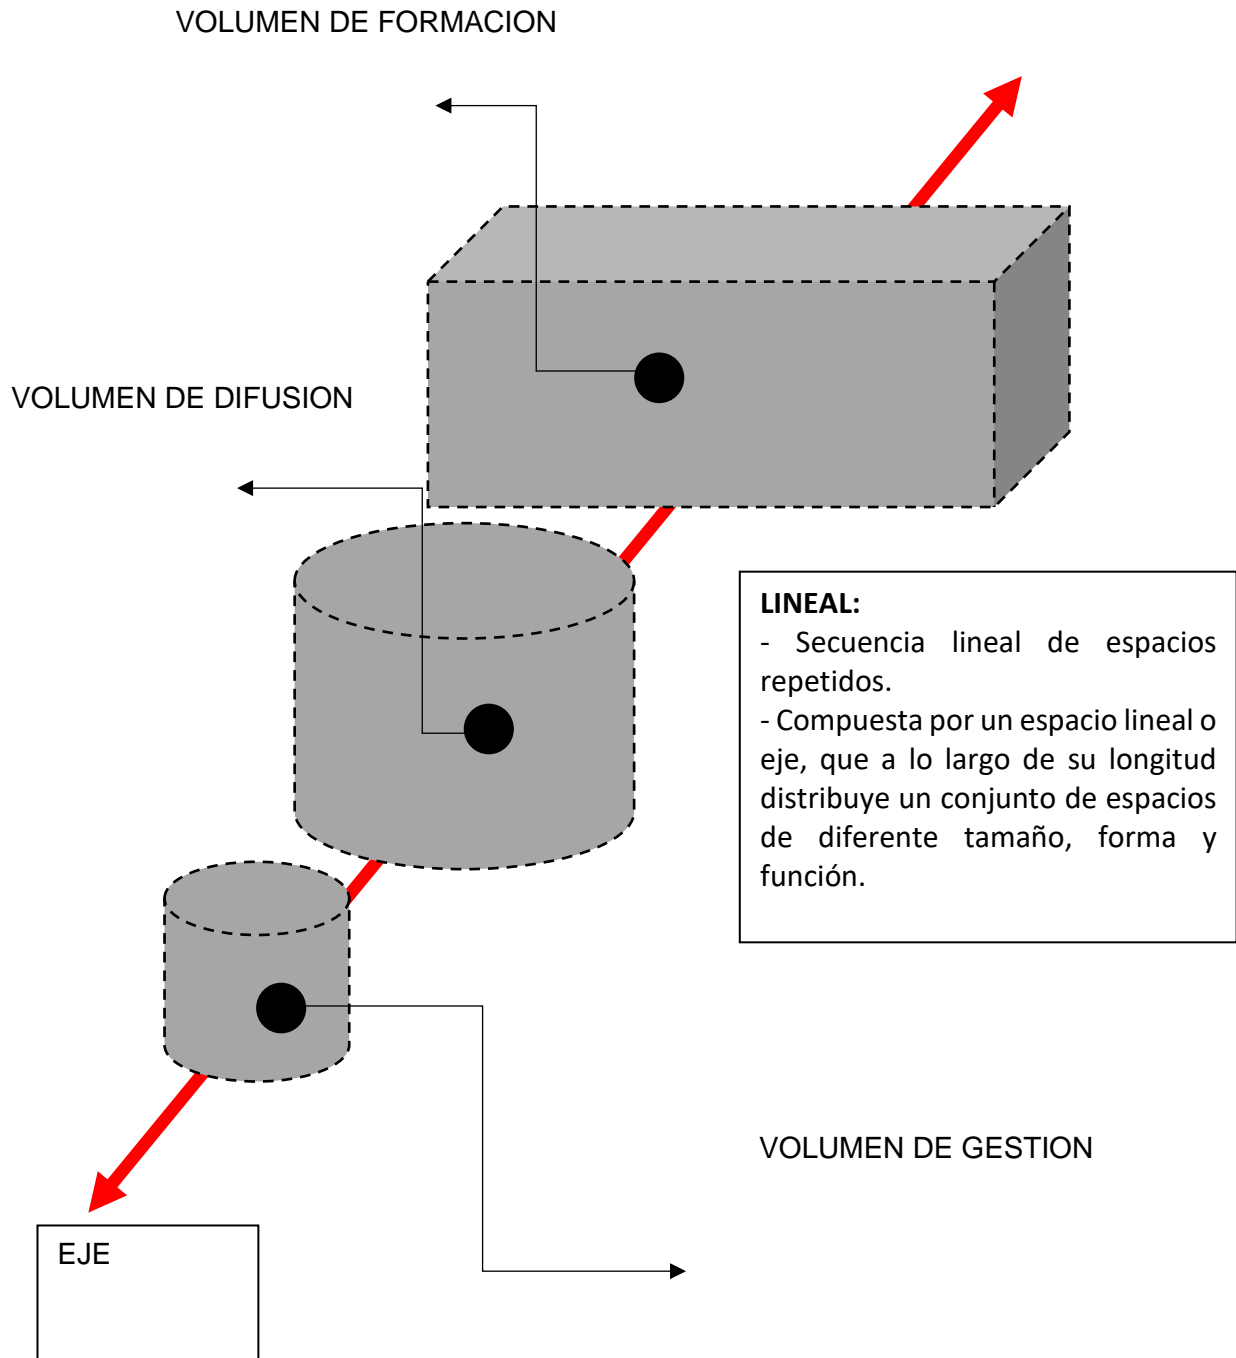 VOLUMEN DE FORMACION
VOLUMEN DE DIFUSION
LINEAL:
- Secuencia lineal de espacios
repetidos.
- Compuesta por un espacio lineal o
eje, que a lo largo de su longitud
distribuye un conjunto de espacios
de diferente tamaño, forma y
función.
VOLUMEN DE GESTION
EJE